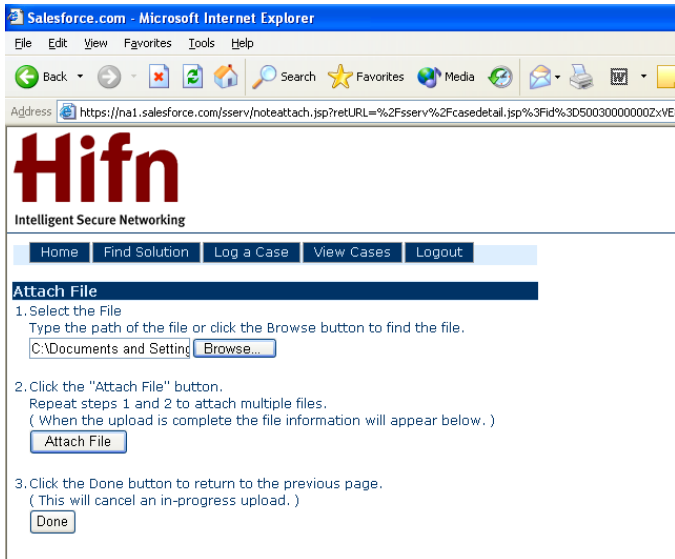 Salesforce.com - Microsoft Internet Explorer
File Edit View Favorites Tools Help
Back Search Favorites Media
Address https://na1.salesforce.com/sserv/noteattach.jsp?retURL=%2Fsserv%2Fcasedetail.jsp%3Fid%3D50030000000ZxVE
Hifn
Intelligent Secure Networking
Home Find Solution Log a Case View Cases Logout
Attach File
1. Select the File
Type the path of the file or click the Browse button to find the file.
C:\Documents and Setting Browse...
2. Click the "Attach File" button.
Repeat steps 1 and 2 to attach multiple files.
( When the upload is complete the file information will appear below. )
Attach File
3. Click the Done button to return to the previous page.
( This will cancel an in-progress upload. )
Done